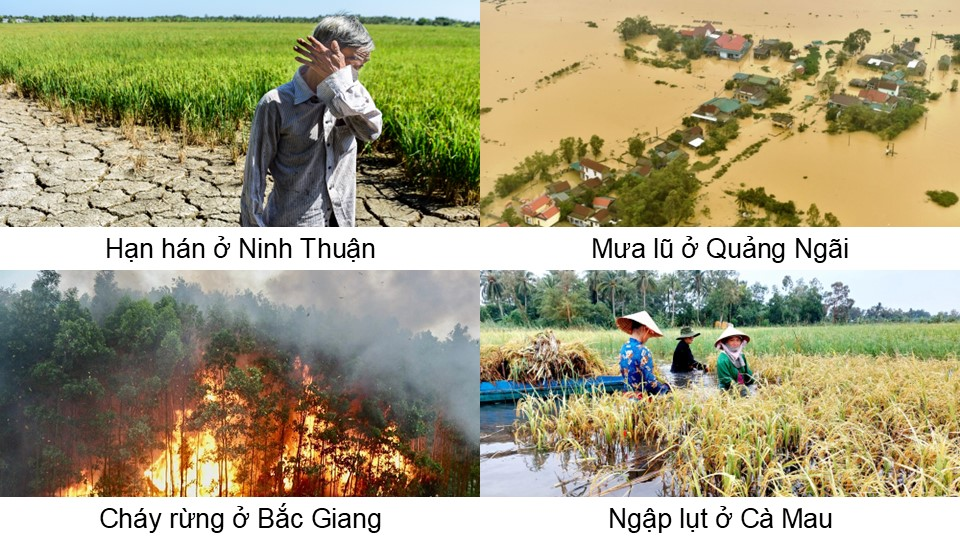 Hạn hán ở Ninh Thuận
Mưa lũ ở Quảng Ngãi
Cháy rừng ở Bắc Giang
Ngập lụt ở Cà Mau